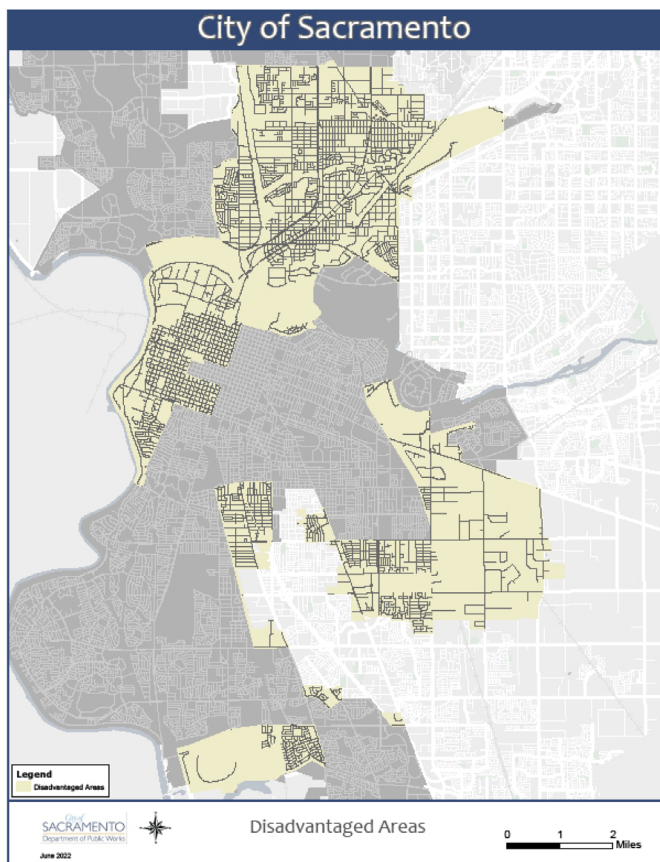 City of Sacramento
Legend
Disadvantaged Areas
City of
SACRAMENTO
Department of Public Works
June 2022
Disadvantaged Areas
0 1 2
Miles